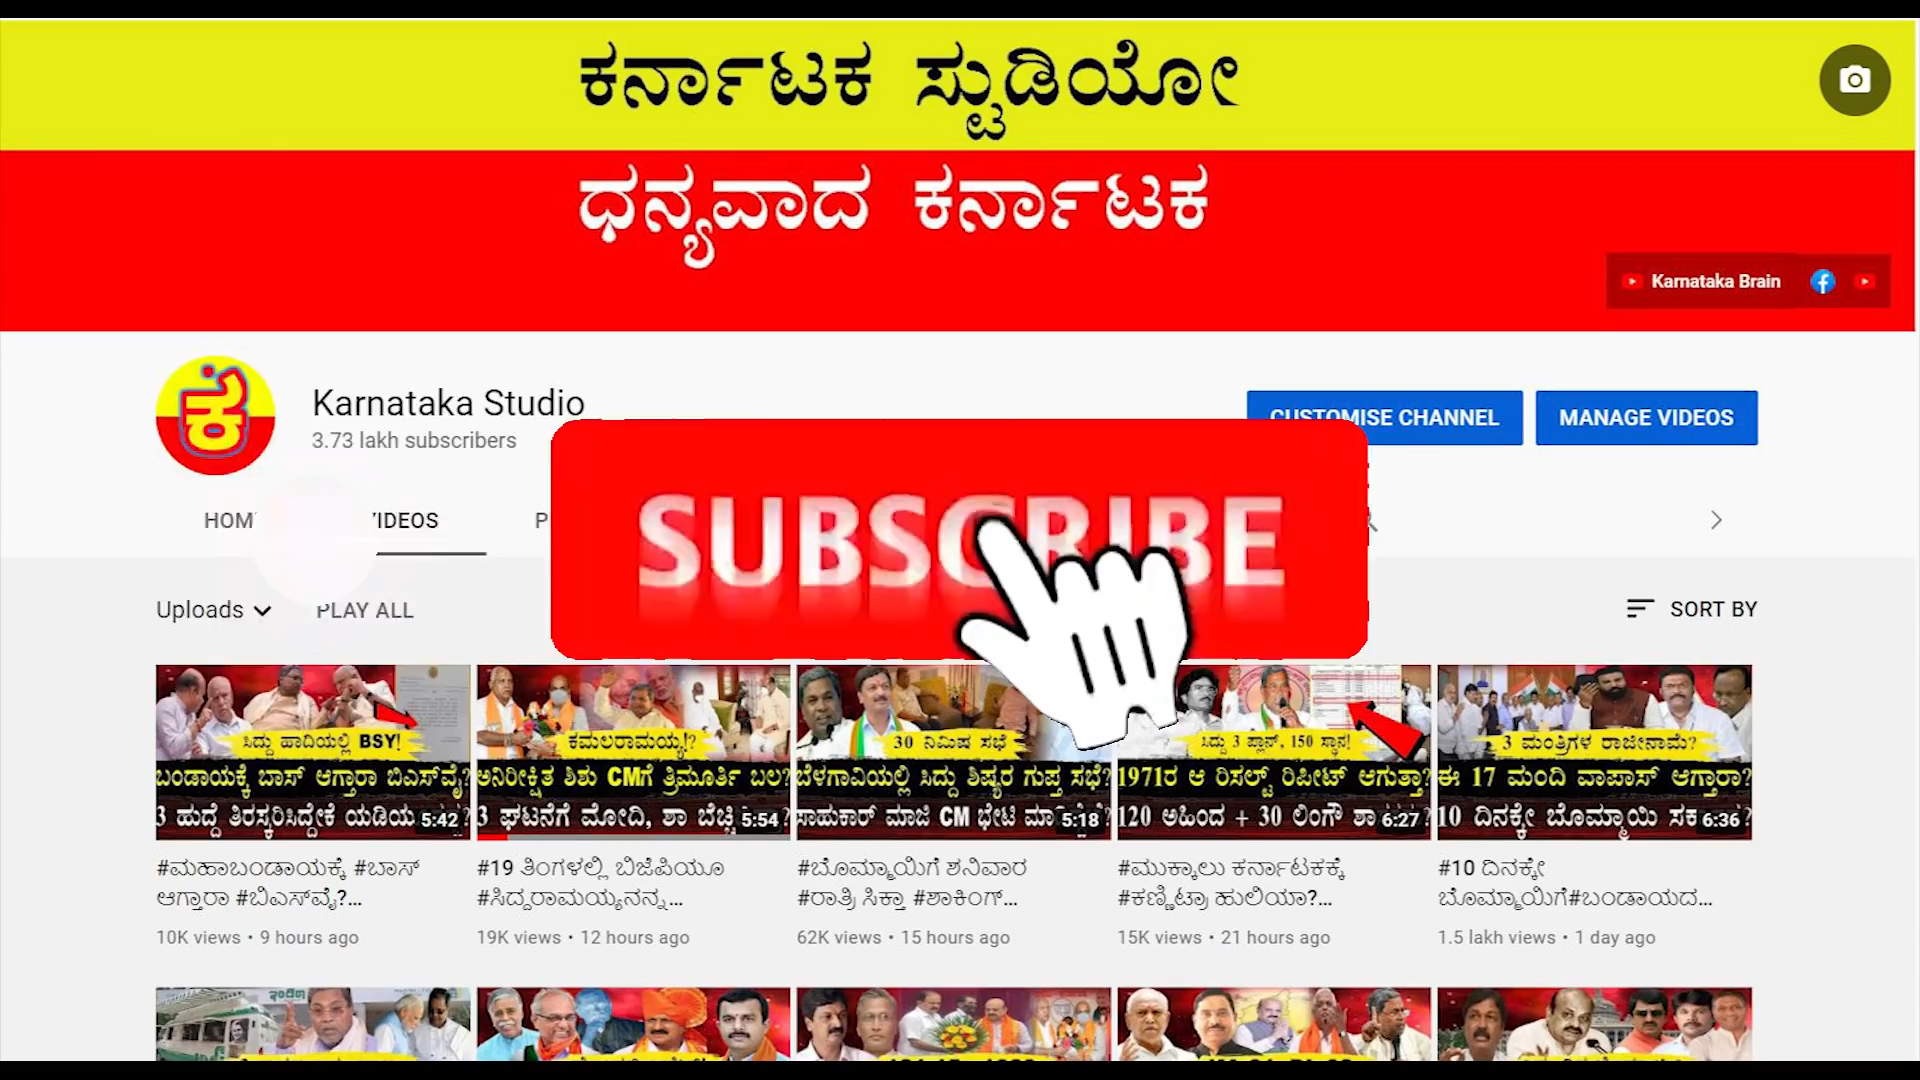 ಕರ್ನಾಟಕ ಸ್ಟುಡಿಯೋ
ಧನ್ಯವಾದ ಕರ್ನಾಟಕ
Karnataka Brain
ಕ
Karnataka Studio
3.73 lakh subscribers
CUSTOMISE CHANNEL
MANAGE VIDEOS
SUBSCRIBE
Uploads
PLAY ALL
SORT BY
ಸಿದ್ದು ಹಾದಿಯಲ್ಲಿ BSY!
ಬಂಡಾಯಕ್ಕೆ ಬಾಸ್ ಆಗ್ತಾರಾ ಬಿಎಸ್‌ವೈ?
3 ಹುದ್ದೆ ತಿರಸ್ಕರಿಸಿದ್ದೇಕೆ ಯಡಿಯ
5:42
#ಮಹಾಬಂಡಾಯಕ್ಕೆ #ಬಾಸ್
ಆಗ್ತಾರಾ #ಬಿಎಸ್‌ವೈ?...
10K views • 9 hours ago
ಕಮಲರಾಮಯ್ಯ!?
ಅನಿರೀಕ್ಷಿತ ಶಿಶು CMಗೆ ತ್ರಿಮೂರ್ತಿ ಬಲ?
3 ಘಟನೆಗೆ ಮೋದಿ, ಶಾ ಬೆಚ್ಚಿ
5:54
#19 ತಿಂಗಳಲ್ಲಿ ಬಿಜೆಪಿಯೂ
#ಸಿದ್ದರಾಮಯ್ಯನನ್ನ...
19K views • 12 hours ago
30 ನಿಮಿಷ ಸಭೆ
ಬೆಳಗಾವಿಯಲ್ಲಿ ಸಿದ್ದು ಶಿಷ್ಯರ ಗುಪ್ತ ಸಭೆ?
ಸಾಹುಕಾರ್ ಮಾಜಿ CM ಭೇಟಿ ಮಾ
5:18
#ಬೊಮ್ಮಾಯಿಗೆ ಶನಿವಾರ
#ರಾತ್ರಿ ಸಿಕ್ತಾ #ಶಾಕಿಂಗ್...
62K views • 15 hours ago
ಸಿದ್ದು 3 ಪ್ಲಾನ್, 150 ಸ್ಥಾನ!
1971ರ ಆ ರಿಸಲ್ಟ್ ರಿಪೀಟ್ ಆಗುತ್ತಾ?
120 ಅಹಿಂದ + 30 ಲಿಂಗೌ ಶಾ
6:27
#ಮುಕ್ಕಾಲು ಕರ್ನಾಟಕಕ್ಕೆ
#ಕಣ್ಣಿಟ್ರಾ ಹುಲಿಯಾ?...
15K views • 21 hours ago
3 ಮಂತ್ರಿಗಳ ರಾಜೀನಾಮೆ?
ಈ 17 ಮಂದಿ ವಾಪಾಸ್ ಆಗ್ತಾರಾ?
10 ದಿನಕ್ಕೇ ಬೊಮ್ಮಾಯಿ ಸಕ
6:36
#10 ದಿನಕ್ಕೇ
ಬೊಮ್ಮಾಯಿಗೆ#ಬಂಡಾಯದ...
1.5 lakh views • 1 day ago